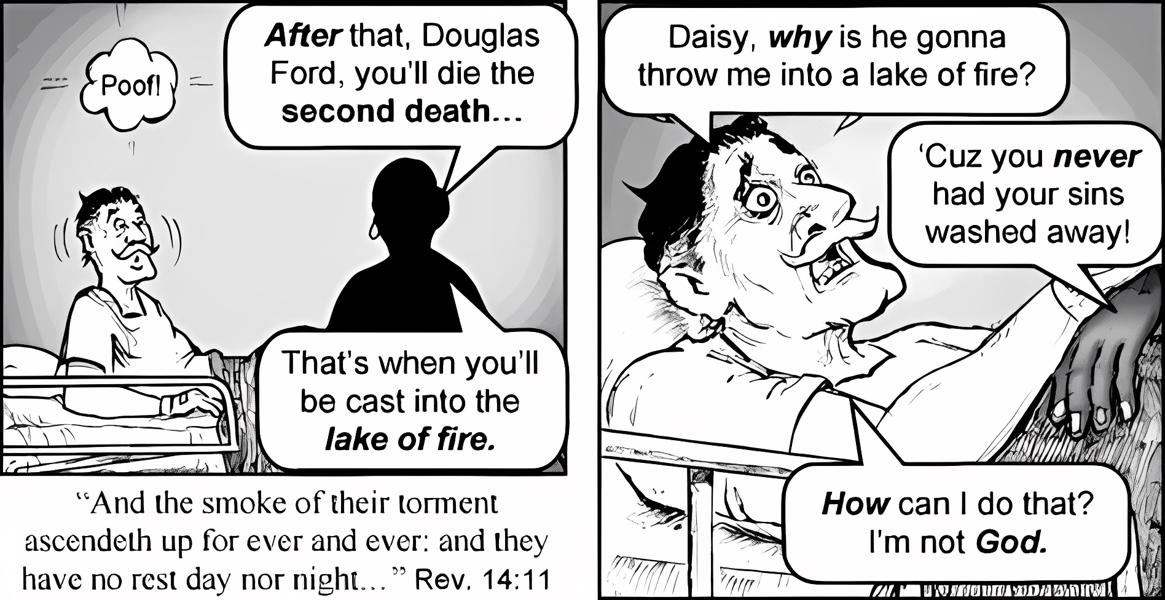 Poof!
After that, Douglas
Ford, you'll die the
second death...
That's when you'll
be cast into the
lake of fire.
“And the smoke of their torment
ascendeth up for ever and ever: and they
have no rest day nor night...” Rev. 14:11
Daisy, why is he gonna
throw me into a lake of fire?
‘Cuz you never
had your sins
washed away!
How can I do that?
I'm not God.